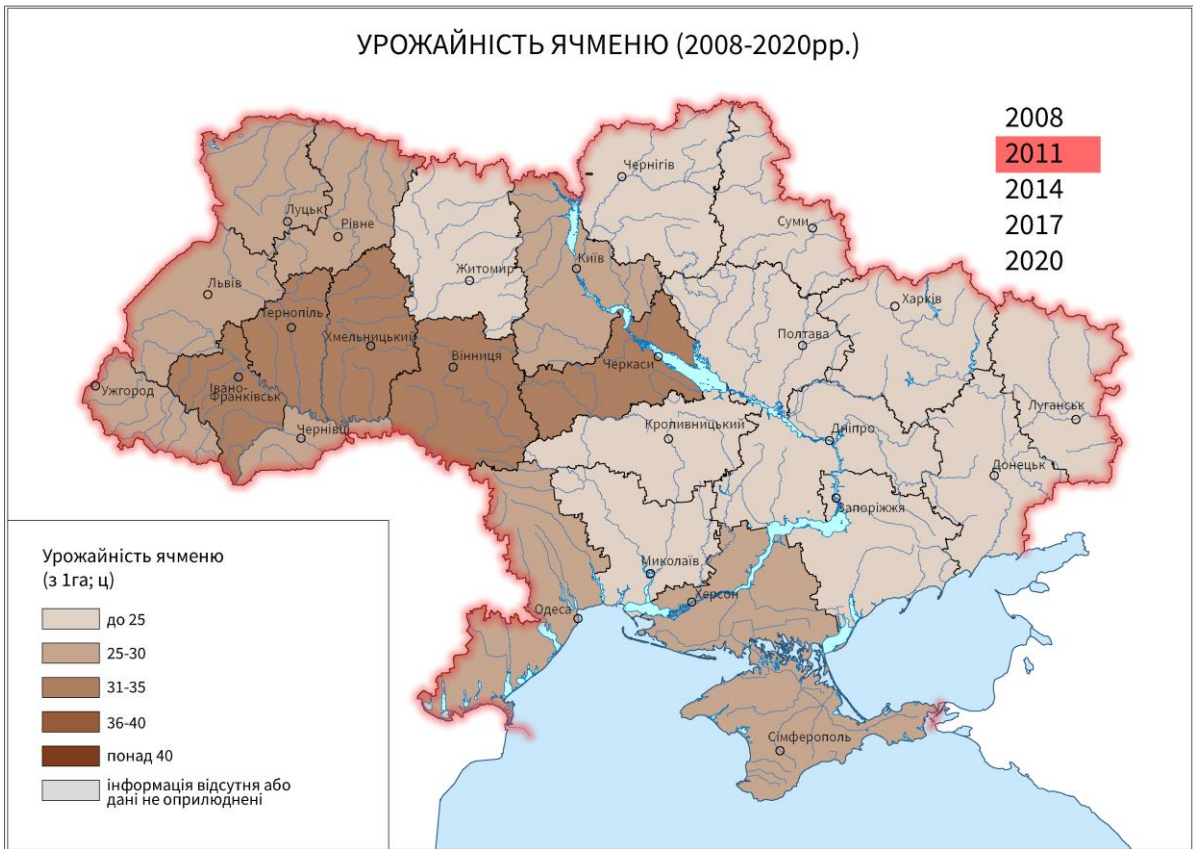 УРОЖАЙНІСТЬ ЯЧМЕНЮ (2008-2020рр.)
2008
2011
2014
2017
2020
Чернігів
Луцьк
Рівне
Суми
Житомир
Київ
Львів
Харків
Тернопіль
Хмельницький
Вінниця
Полтава
Черкаси
Ужгород
Івано-
Франківськ
Луганськ
Чернівці
Кропивницький
Дніпро
Донецьк
Запоріжжя
Миколаїв
Херсон
Одеса
Сімферополь
Урожайність ячменю
(з 1га; ц)
до 25
25-30
31-35
36-40
понад 40
інформація відсутня або
дані не оприлюднені